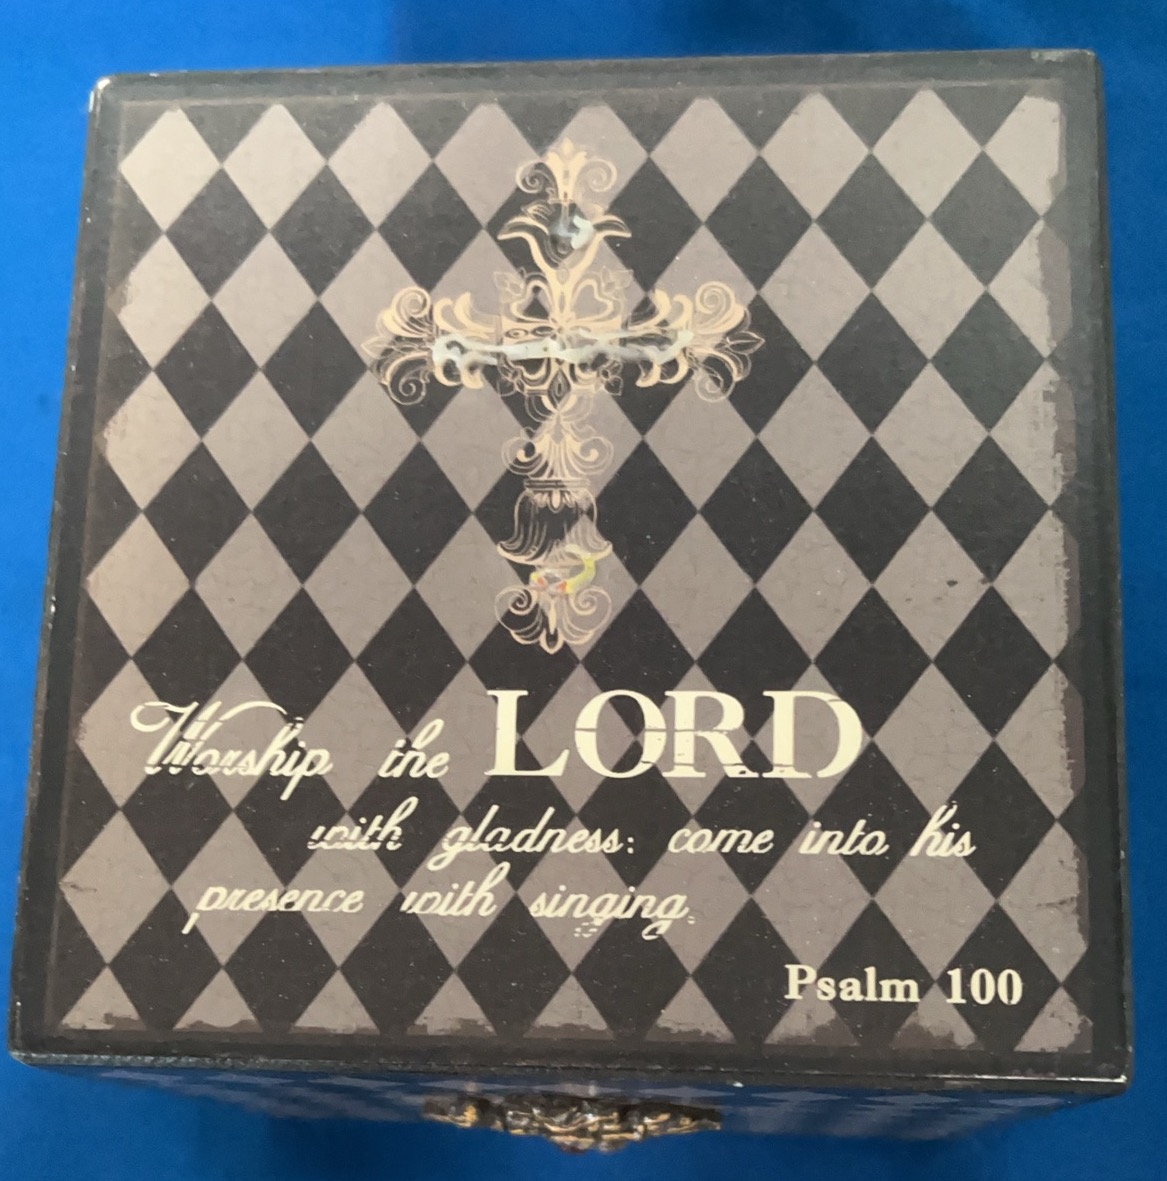 Worship the LORD
with gladness: come into his
presence with singing.
Psalm 100